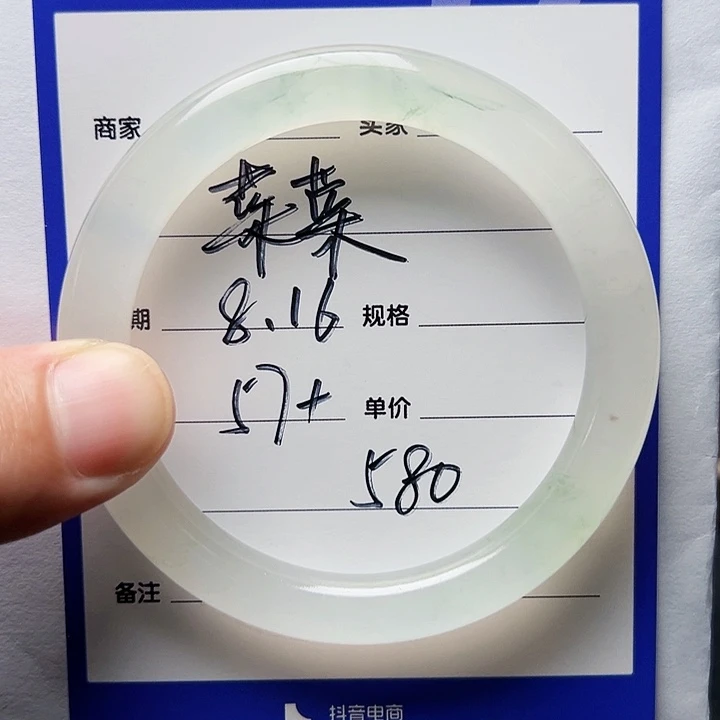 商家 买家
菜菜
期 8.16 规格
57+ 单价
580
备注
抖音电商